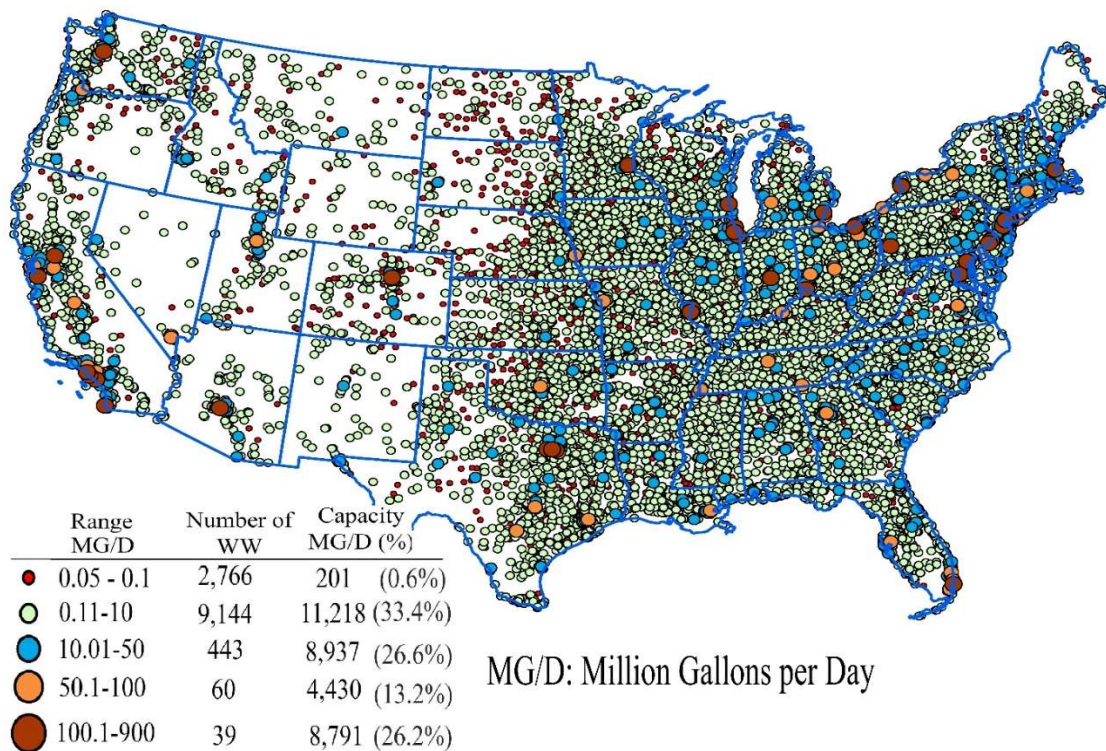 Range Number of Capacity
MG/D WW MG/D (%)
0.05 - 0.1 2,766 201 (0.6%)
0.11-10 9,144 11,218 (33.4%)
10.01-50 443 8,937 (26.6%)
50.1-100 60 4,430 (13.2%)
100.1-900 39 8,791 (26.2%)
MG/D: Million Gallons per Day